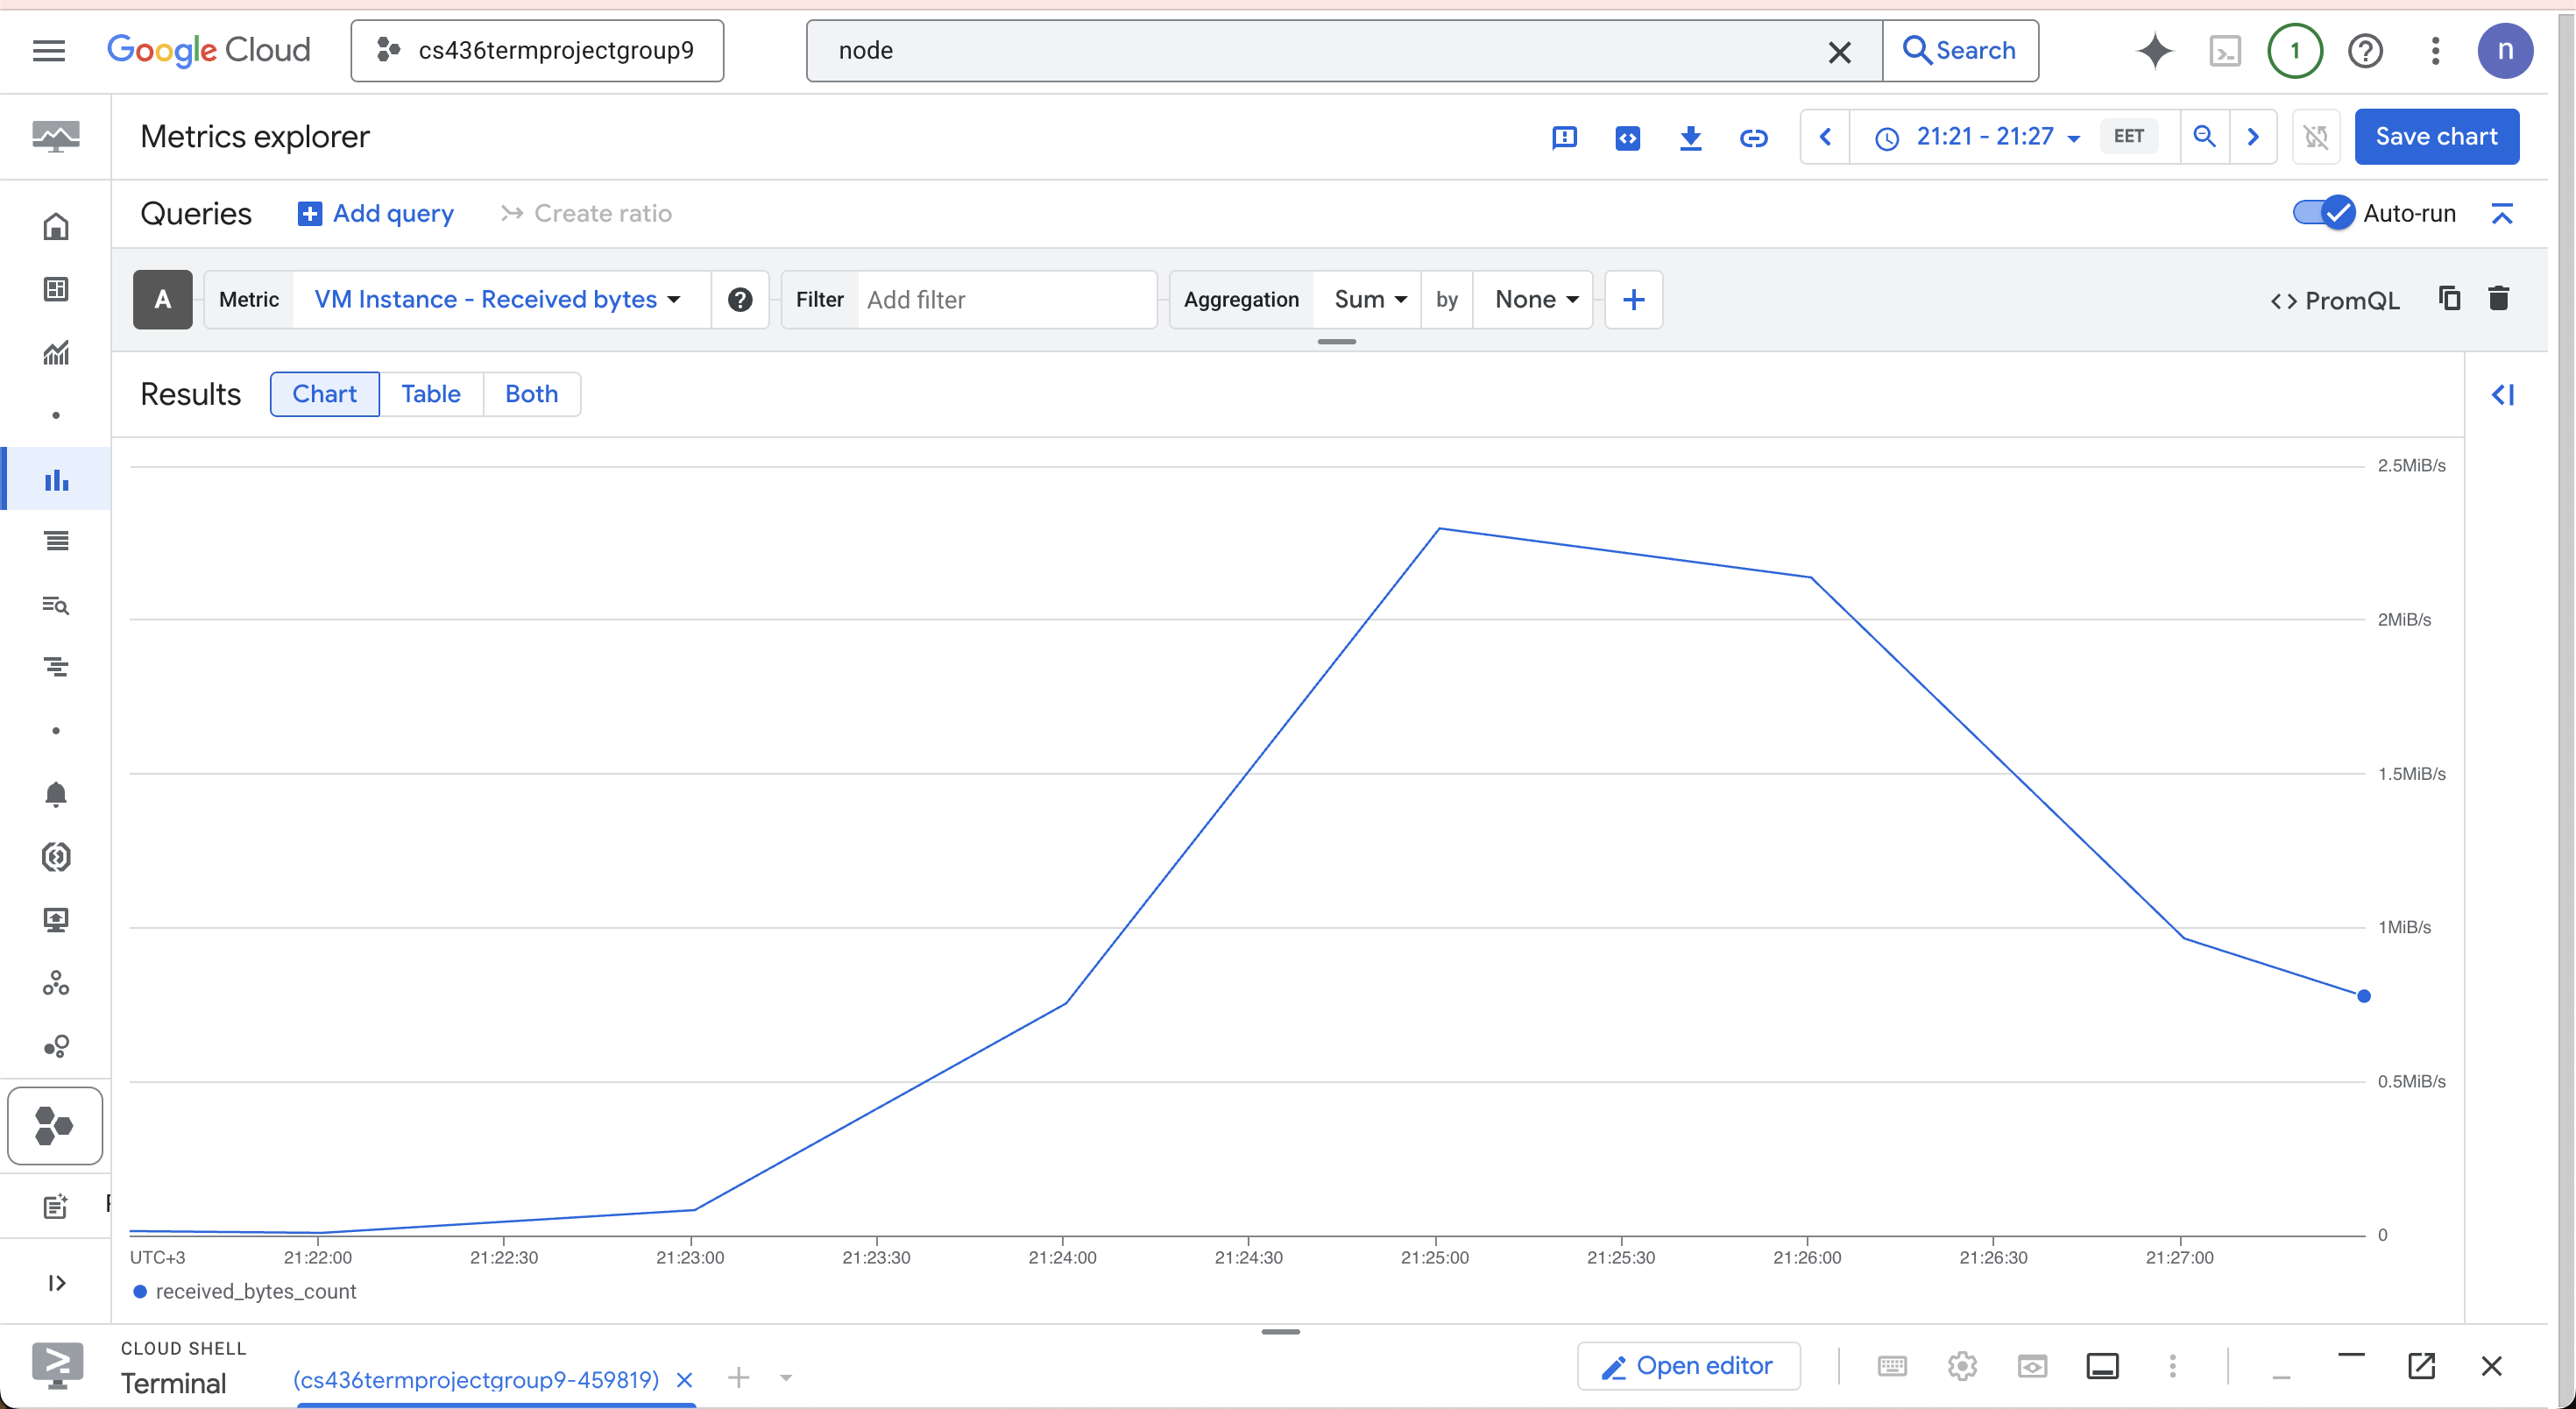 Google Cloud
cs436termprojectgroup9
node
Search
1
n
Metrics explorer
21:21 – 21:27
EET
Save chart
Queries
Add query
Create ratio
Auto-run
A
Metric
VM Instance - Received bytes
Filter
Add filter
Aggregation
Sum
by
None
PromQL
Results
Chart
Table
Both
2.5MiB/s
2MiB/s
1.5MiB/s
1MiB/s
0.5MiB/s
0
UTC+3
21:22:00
21:22:30
21:23:00
21:23:30
21:24:00
21:24:30
21:25:00
21:25:30
21:26:00
21:26:30
21:27:00
received_bytes_count
CLOUD SHELL
Terminal
(cs436termprojectgroup9-459819)
Open editor